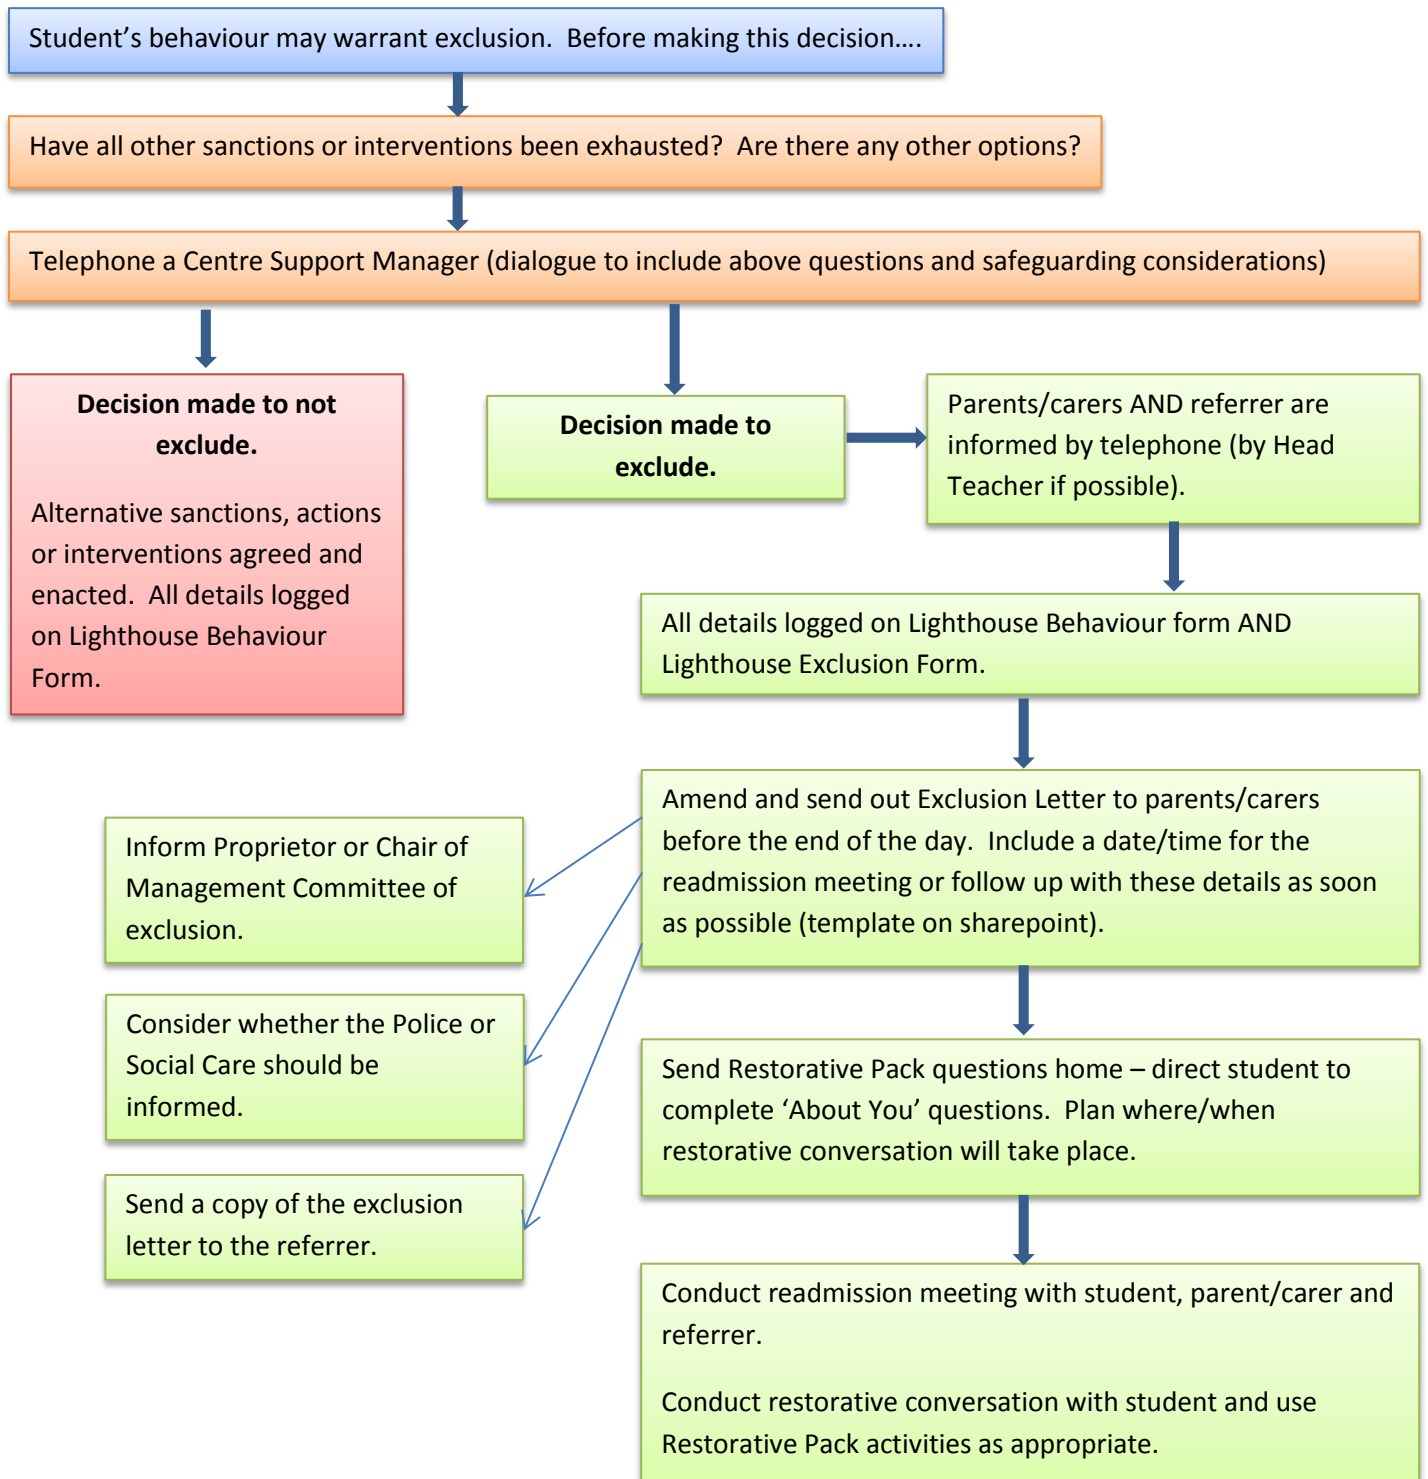 Student’s behaviour may warrant exclusion.  Before making this decision….
Have all other sanctions or interventions been exhausted?  Are there any other options?
Telephone a Centre Support Manager (dialogue to include above questions and safeguarding considerations)
Decision made to not
exclude.
Alternative sanctions, actions
or interventions agreed and
enacted.  All details logged
on Lighthouse Behaviour
Form.
Decision made to
exclude.
Parents/carers AND referrer are
informed by telephone (by Head
Teacher if possible).
All details logged on Lighthouse Behaviour form AND
Lighthouse Exclusion Form.
Amend and send out Exclusion Letter to parents/carers
before the end of the day.  Include a date/time for the
readmission meeting or follow up with these details as soon
as possible (template on sharepoint).
Inform Proprietor or Chair of
Management Committee of
exclusion.
Consider whether the Police or
Social Care should be
informed.
Send a copy of the exclusion
letter to the referrer.
Send Restorative Pack questions home – direct student to
complete ‘About You’ questions.  Plan where/when
restorative conversation will take place.
Conduct readmission meeting with student, parent/carer and
referrer.
Conduct restorative conversation with student and use
Restorative Pack activities as appropriate.